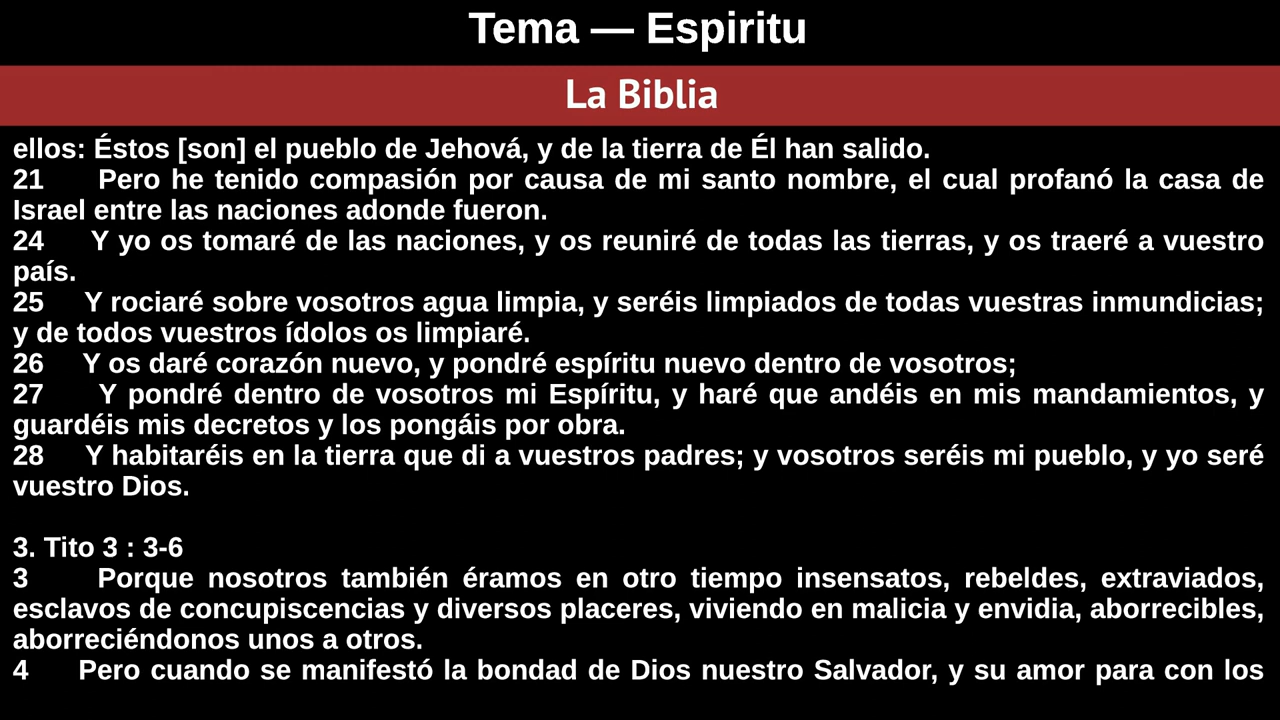 Tema — Espiritu
La Biblia
ellos: Éstos [son] el pueblo de Jehová, y de la tierra de Él han salido.
21 Pero he tenido compasión por causa de mi santo nombre, el cual profanó la casa de
Israel entre las naciones adonde fueron.
24 Y yo os tomaré de las naciones, y os reuniré de todas las tierras, y os traeré a vuestro
país.
25 Y rociaré sobre vosotros agua limpia, y seréis limpiados de todas vuestras inmundicias;
y de todos vuestros ídolos os limpiaré.
26 Y os daré corazón nuevo, y pondré espíritu nuevo dentro de vosotros;
27 Y pondré dentro de vosotros mi Espíritu, y haré que andéis en mis mandamientos, y
guardéis mis decretos y los pongáis por obra.
28 Y habitaréis en la tierra que di a vuestros padres; y vosotros seréis mi pueblo, y yo seré
vuestro Dios.
3. Tito 3 : 3-6
3 Porque nosotros también éramos en otro tiempo insensatos, rebeldes, extraviados,
esclavos de concupiscencias y diversos placeres, viviendo en malicia y envidia, aborrecibles,
aborreciéndonos unos a otros.
4 Pero cuando se manifestó la bondad de Dios nuestro Salvador, y su amor para con los